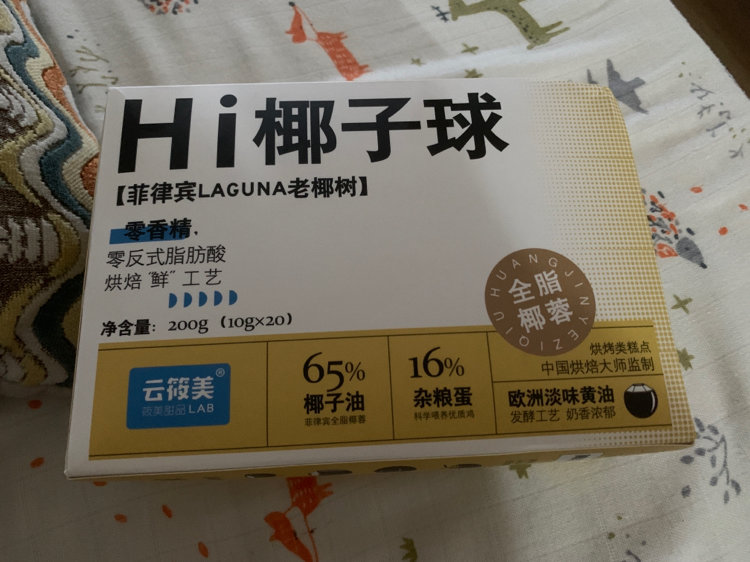 Hi椰子球
【菲律宾LAGUNA老椰树】
零香精,
零反式脂肪酸
烘焙“鲜”工艺
净含量: 200g (10g×20)
HUANGJINYEZIQIU
全脂
椰蓉
云筱美®
筱美甜品LAB
65%
椰子油
菲律宾全脂椰蓉
16%
杂粮蛋
科学喂养优质鸡
烘烤类糕点
中国烘焙大师监制
欧洲淡味黄油
发酵工艺 奶香浓郁